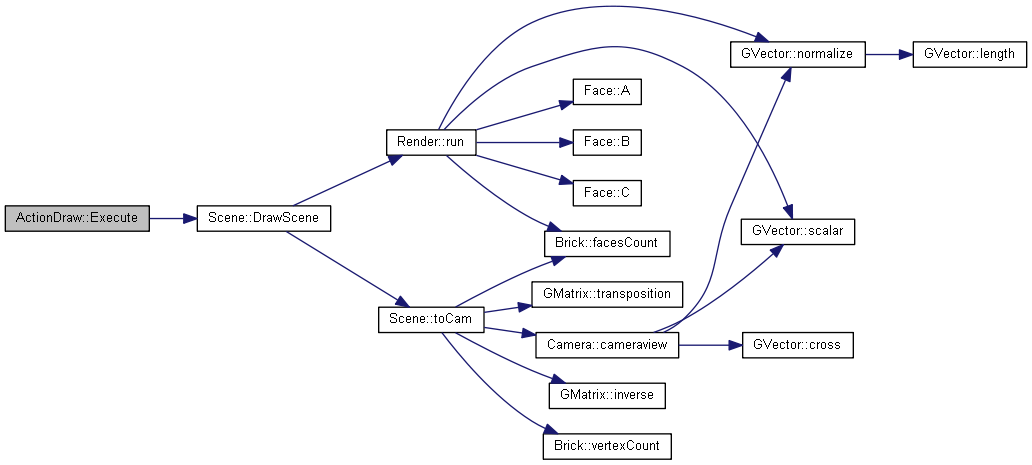 ActionDraw::Execute
Scene::DrawScene
Render::run
Scene::toCam
Face::A
Face::B
Face::C
Brick::facesCount
GMatrix::transposition
Camera::cameraview
GMatrix::inverse
Brick::vertexCount
GVector::normalize
GVector::scalar
GVector::cross
GVector::length